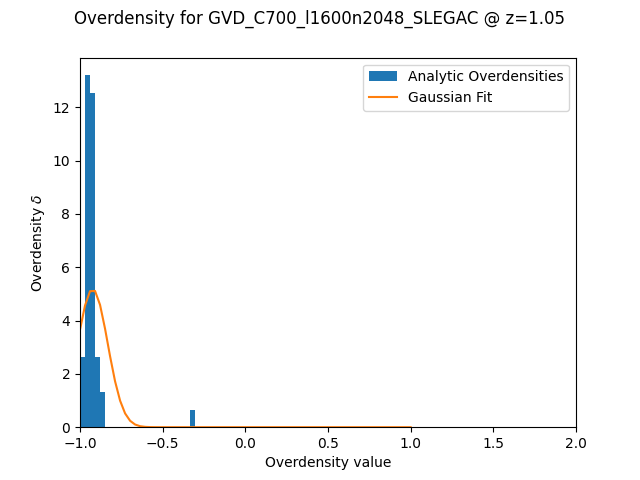 Overdensity for GVD_C700_l1600n2048_SLEGAC @ z=1.05
Analytic Overdensities
Gaussian Fit
Overdensity δ
12
10
8
6
4
2
0
−1.0 −0.5 0.0 0.5 1.0 1.5 2.0
Overdensity value